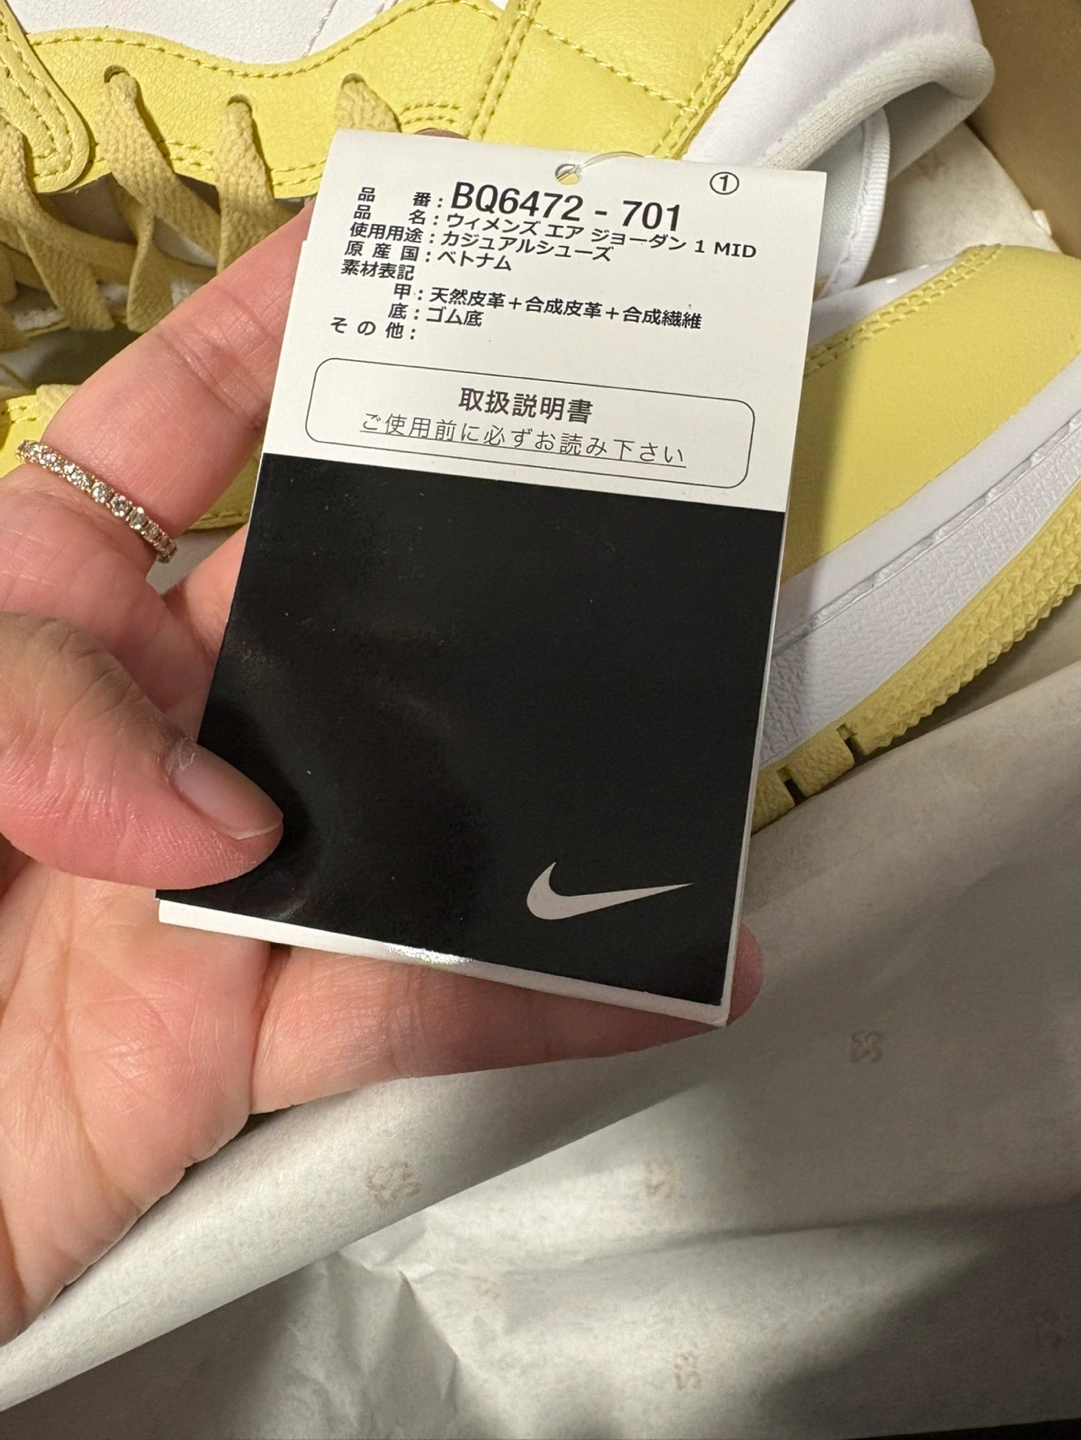 ①
品 番:BQ6472 - 701
品 名:ウィメンズ エア ジョーダン 1 MID
使用用途:カジュアルシューズ
原 産 国:ベトナム
素材表記
甲:天然皮革+合成皮革+合成繊維
底:ゴム底
そ の 他:
取扱説明書
ご使用前に必ずお読み下さい